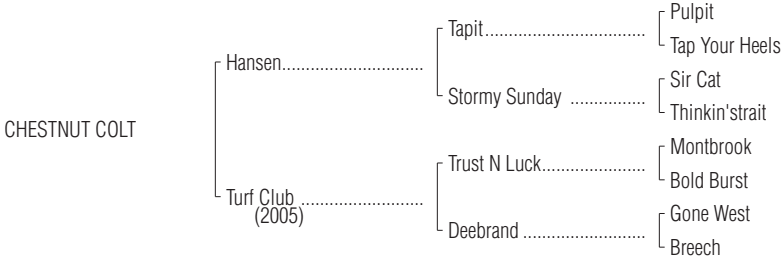 Pulpit
Tapit
Tap Your Heels
Hansen
Sir Cat
Stormy Sunday
Thinkin'strait
CHESTNUT COLT
Montbrook
Trust N Luck
Bold Burst
Turf Club
(2005)
Gone West
Deebrand
Breech